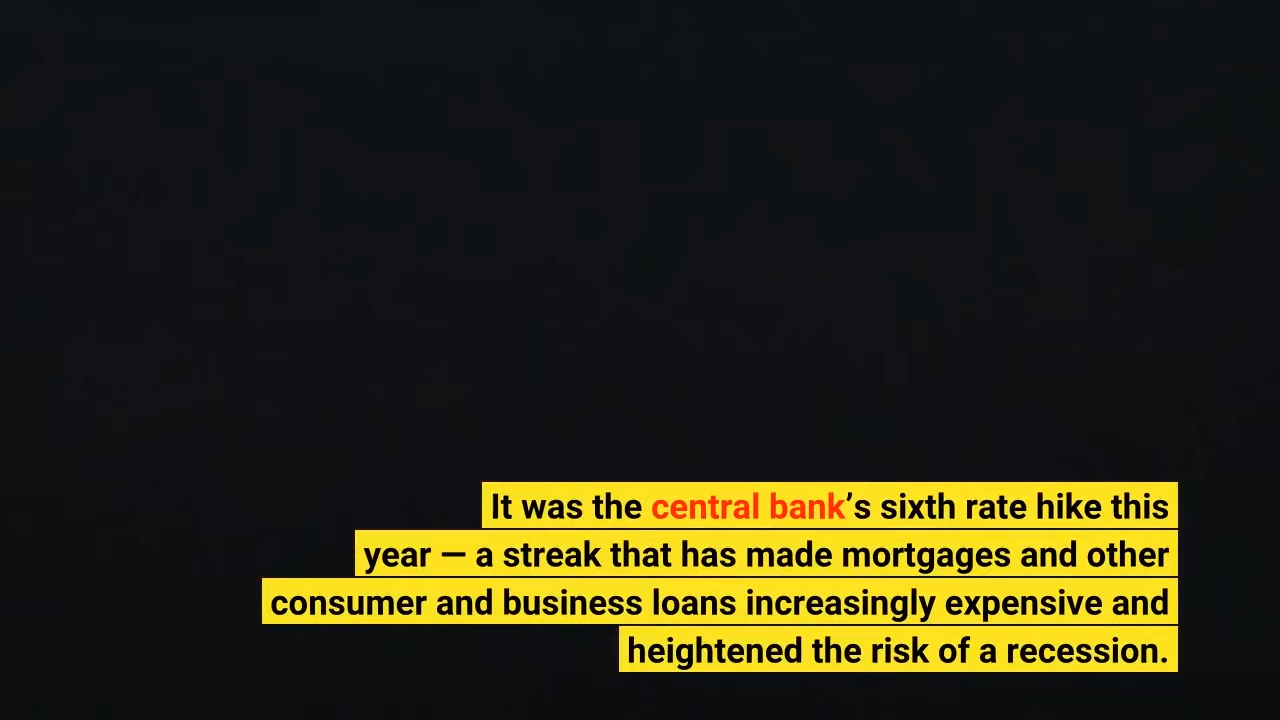 It was the central bank’s sixth rate hike this
year — a streak that has made mortgages and other
consumer and business loans increasingly expensive and
heightened the risk of a recession.